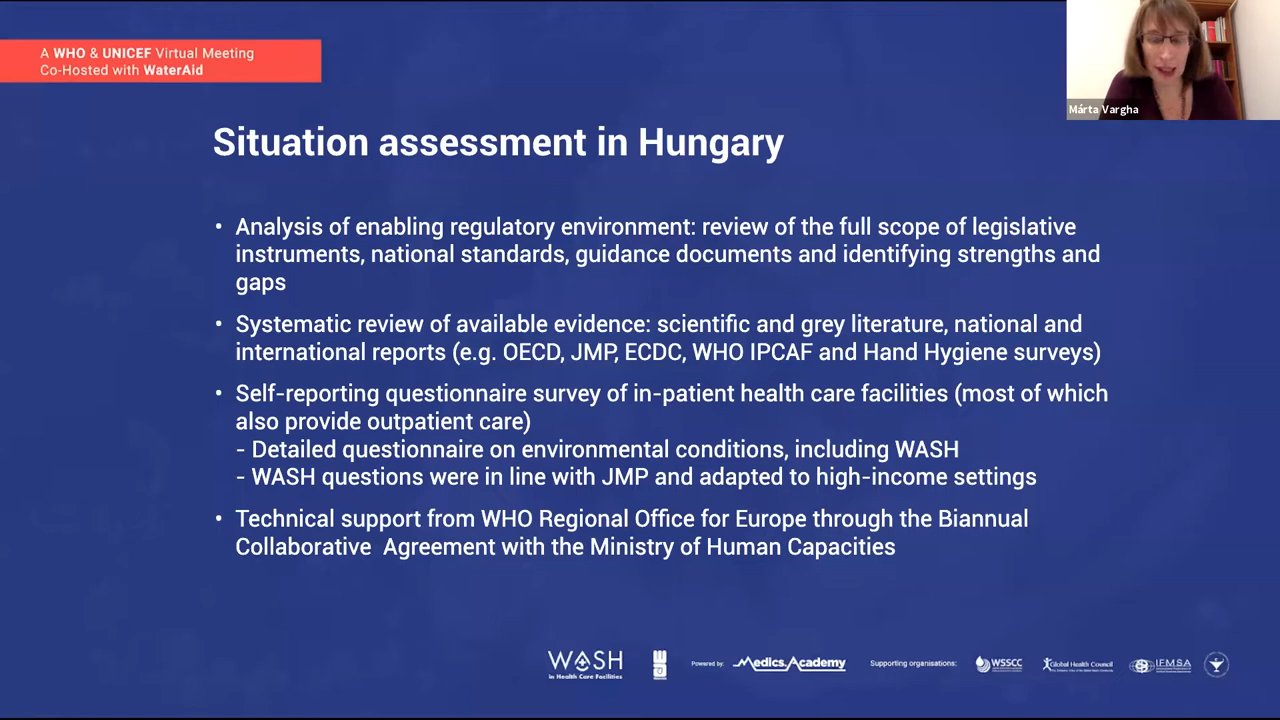 A WHO & UNICEF Virtual Meeting
Co-Hosted with WaterAid
Márta Vargha
Situation assessment in Hungary
• Analysis of enabling regulatory environment: review of the full scope of legislative
instruments, national standards, guidance documents and identifying strengths and
gaps
• Systematic review of available evidence: scientific and grey literature, national and
international reports (e.g. OECD, JMP, ECDC, WHO IPCAF and Hand Hygiene surveys)
• Self-reporting questionnaire survey of in-patient health care facilities (most of which
also provide outpatient care)
- Detailed questionnaire on environmental conditions, including WASH
- WASH questions were in line with JMP and adapted to high-income settings
• Technical support from WHO Regional Office for Europe through the Biannual
Collaborative Agreement with the Ministry of Human Capacities
WASH
in Health Care Facilities
Powered by:
Medics.Academy
Supporting organisations:
WSSCC
Global Health Council
IFMSA